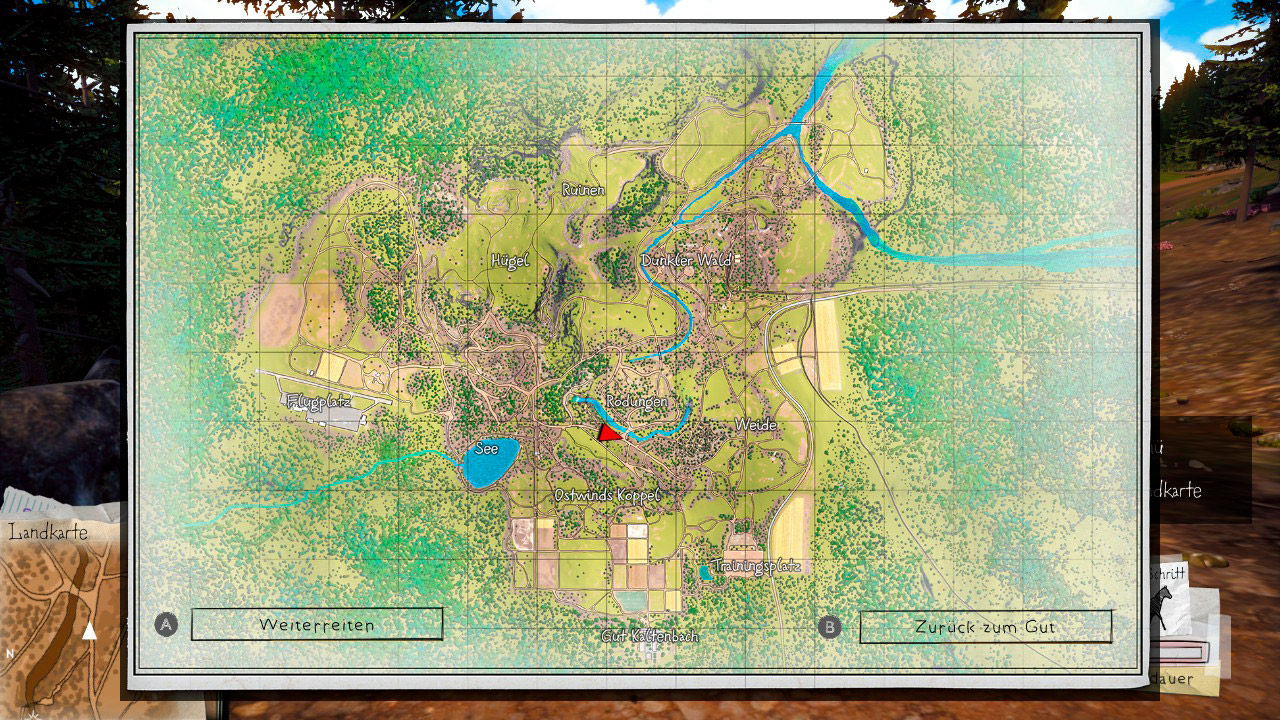 Ruinen
Hügel
Dunkler Wald
Flugplatz
Rodungen
Weide
See
Ostwinds Koppel
Trainingsplatz
Gut Kaltenbach
A
Weiterreiten
B
Zurück zum Gut
Landkarte
N
ü
dkarte
chritt
dauer